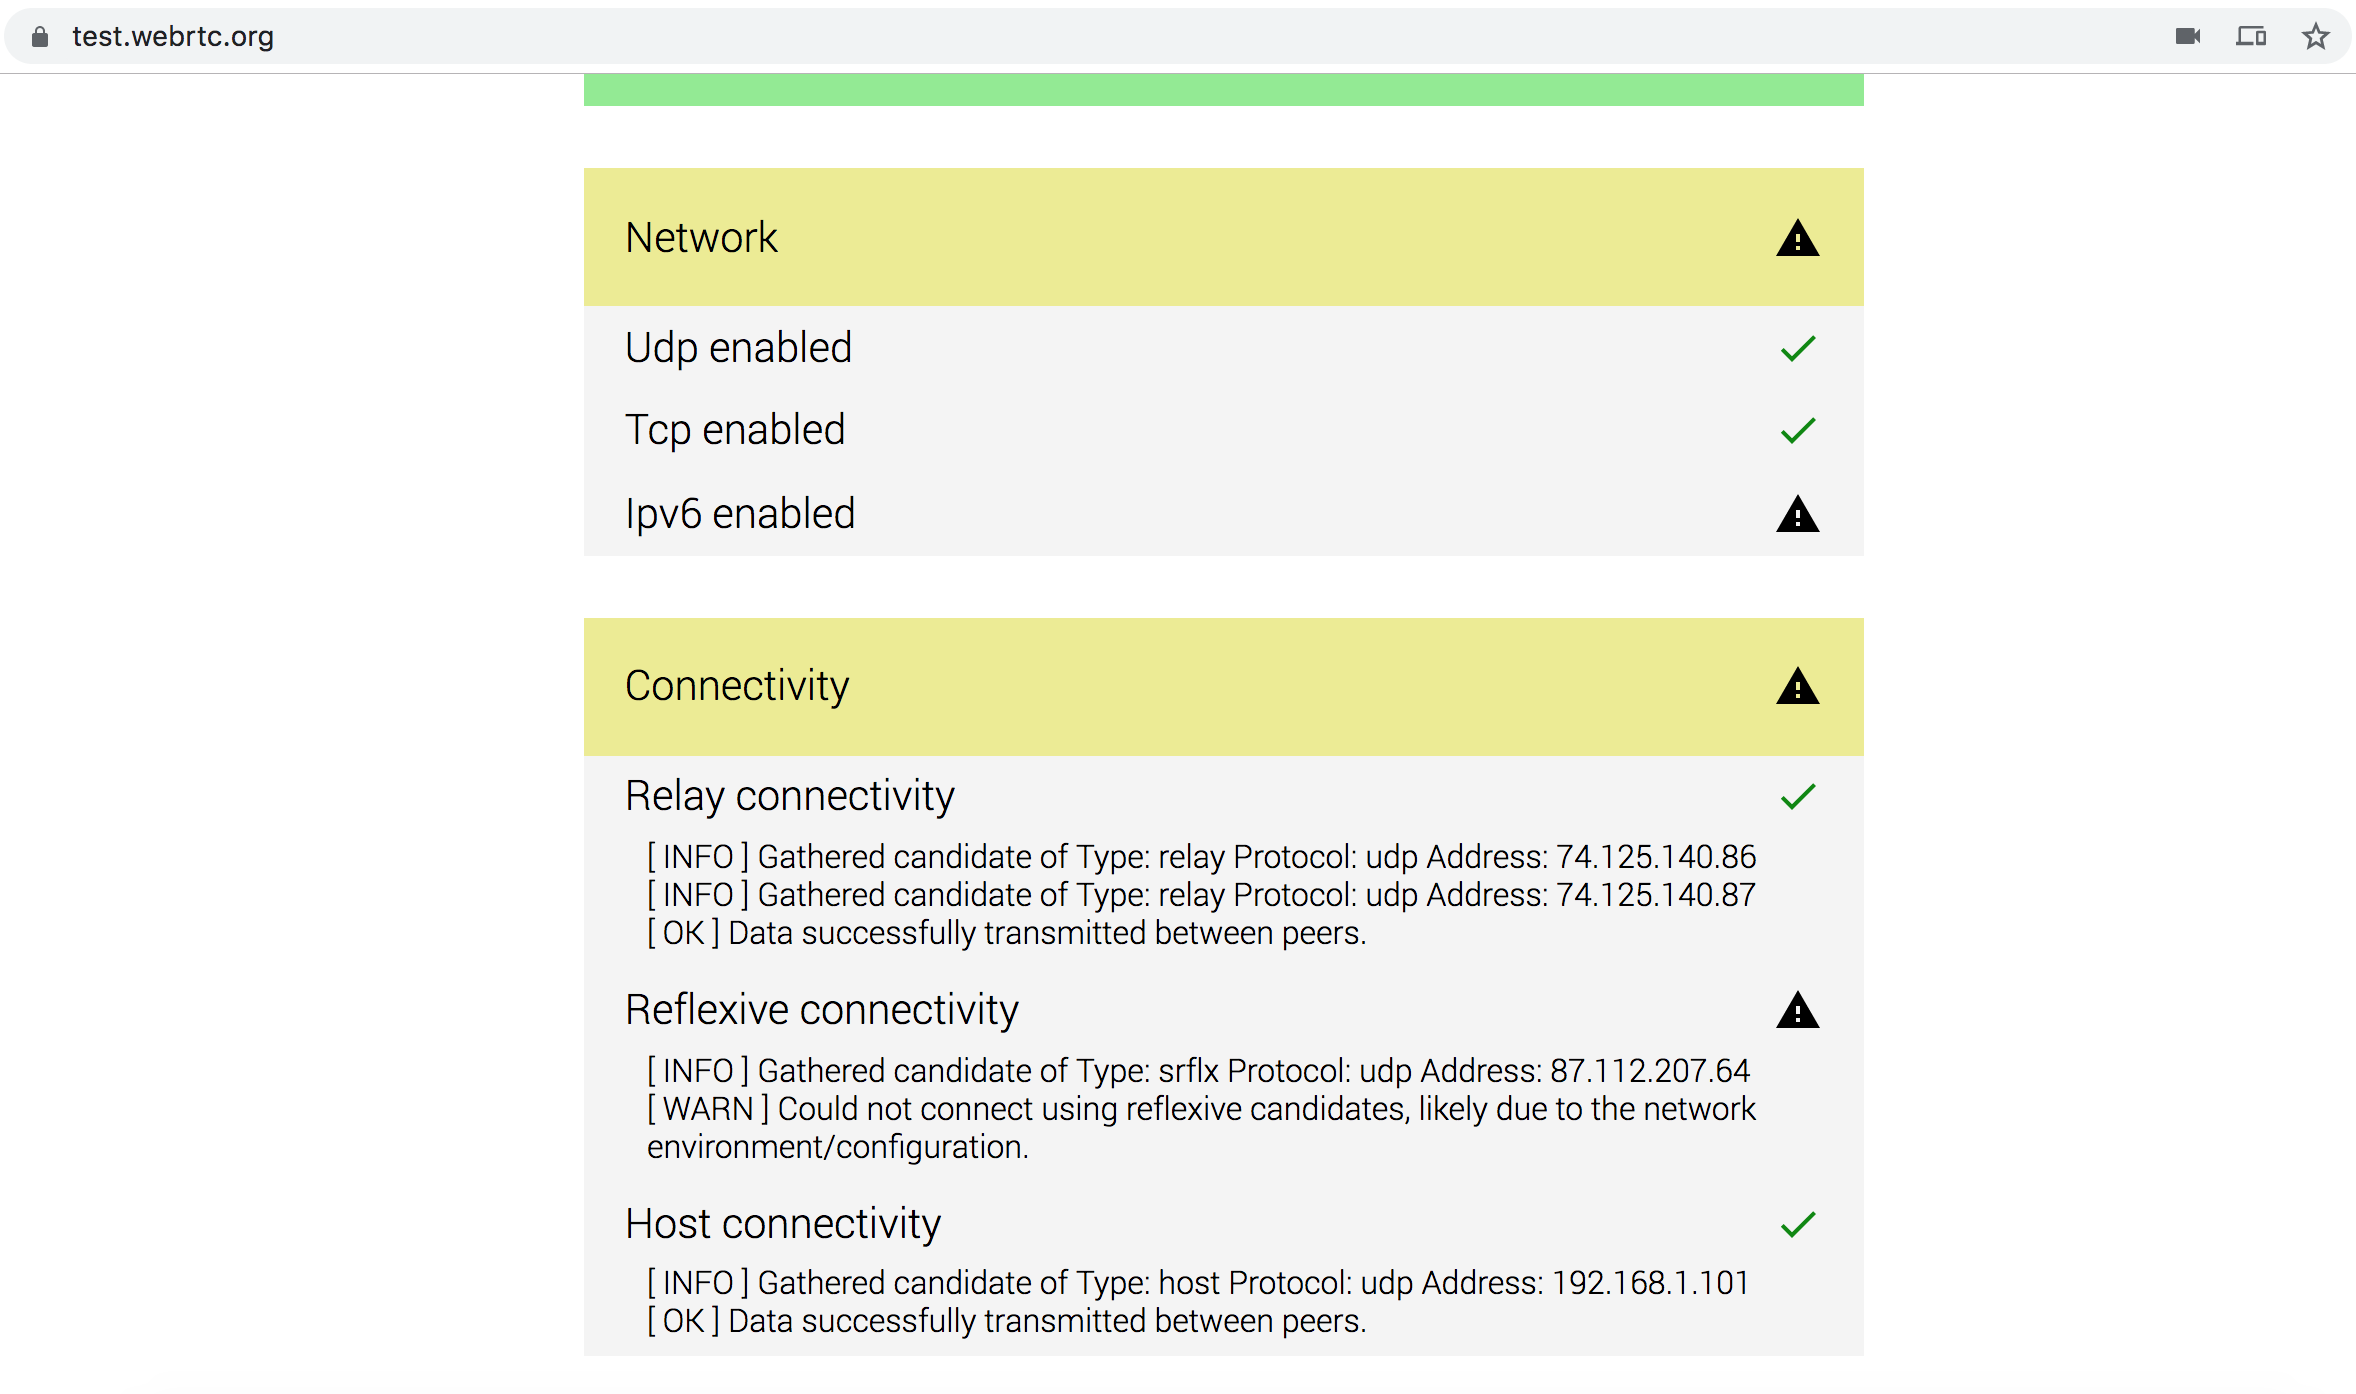 test.webrtc.org
Network
Udp enabled
Tcp enabled
Ipv6 enabled
Connectivity
Relay connectivity
[ INFO ] Gathered candidate of Type: relay Protocol: udp Address: 74.125.140.86
[ INFO ] Gathered candidate of Type: relay Protocol: udp Address: 74.125.140.87
[ OK ] Data successfully transmitted between peers.
Reflexive connectivity
[ INFO ] Gathered candidate of Type: srflx Protocol: udp Address: 87.112.207.64
[ WARN ] Could not connect using reflexive candidates, likely due to the network
environment/configuration.
Host connectivity
[ INFO ] Gathered candidate of Type: host Protocol: udp Address: 192.168.1.101
[ OK ] Data successfully transmitted between peers.